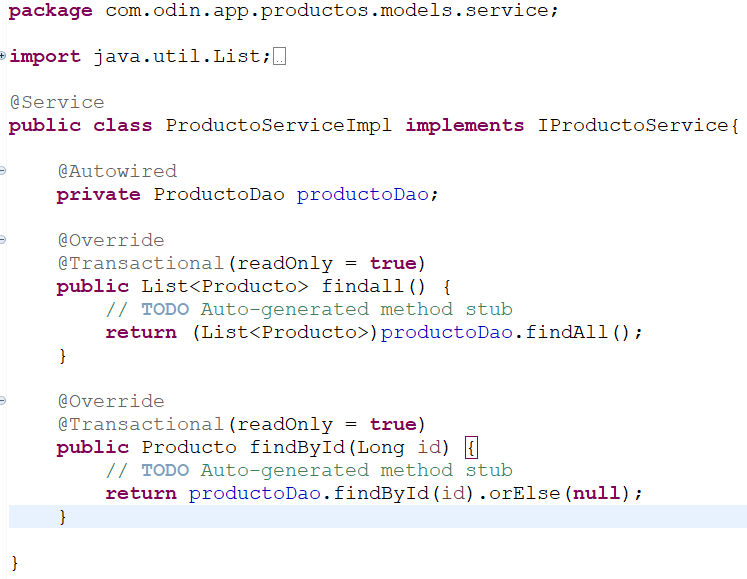 package com.odin.app.productos.models.service;
import java.util.List;
@Service
public class ProductoServiceImpl implements IProductoService{
@Autowired
private ProductoDao productoDao;
@Override
@Transactional(readOnly = true)
public List<Producto> findall() {
// TODO Auto-generated method stub
return (List<Producto>)productoDao.findAll();
}
@Override
@Transactional(readOnly = true)
public Producto findById(Long id) {
// TODO Auto-generated method stub
return productoDao.findById(id).orElse(null);
}
}